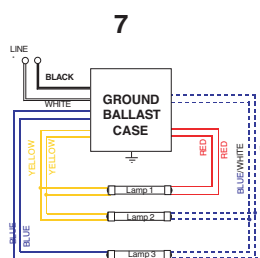 7
LINE
BLACK
WHITE
GROUND
BALLAST
CASE
RED
RED
YELLOW
YELLOW
BLUE/WHITE
Lamp 1
Lamp 2
BLUE
BLUE
Lamp 3